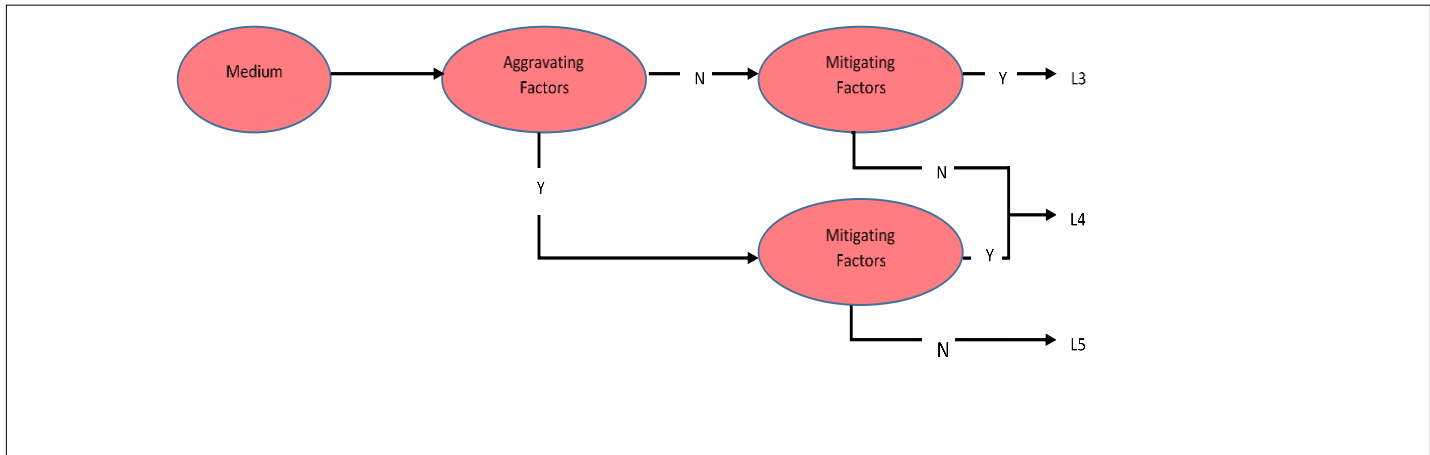 Medium
Aggravating
Factors
N
Mitigating
Factors
Y
L3
N
Y
L4
Mitigating
Factors
Y
N
L5